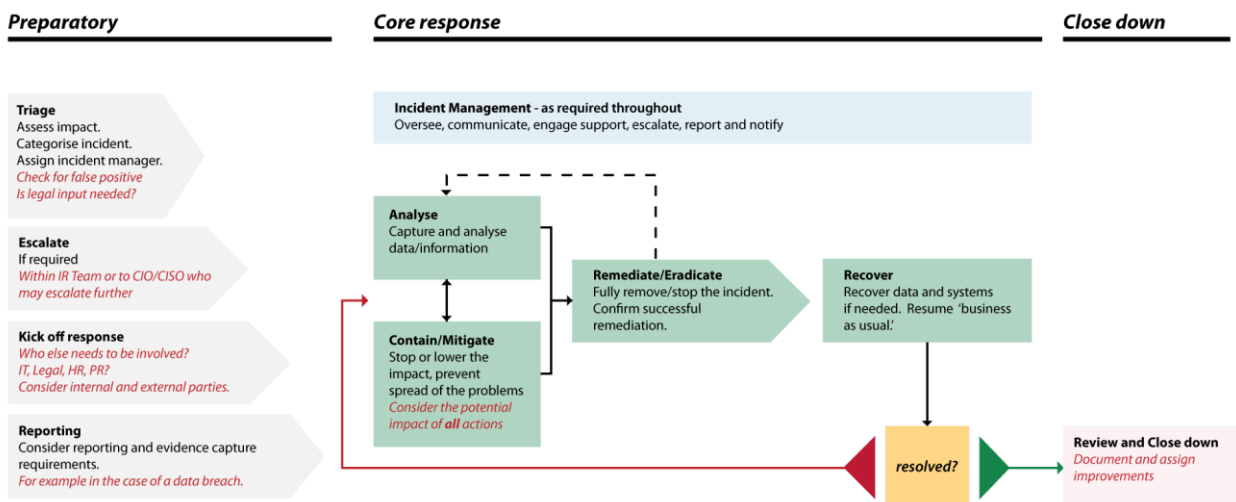 Preparatory
Core response
Close down
Triage
Assess impact.
Categorise incident.
Assign incident manager.
Check for false positive
Is legal input needed?
Escalate
If required
Within IR Team or to CIO/CISO who
may escalate further
Kick off response
Who else needs to be involved?
IT, Legal, HR, PR?
Consider internal and external parties.
Reporting
Consider reporting and evidence capture
requirements.
For example in the case of a data breach.
Incident Management - as required throughout
Oversee, communicate, engage support, escalate, report and notify
Analyse
Capture and analyse
data/information
Contain/Mitigate
Stop or lower the
impact, prevent
spread of the problems
Consider the potential
impact of all actions
Remediate/Eradicate
Fully remove/stop the incident.
Confirm successful
remediation.
Recover
Recover data and systems
if needed. Resume ‘business
as usual.’
resolved?
Review and Close down
Document and assign
improvements